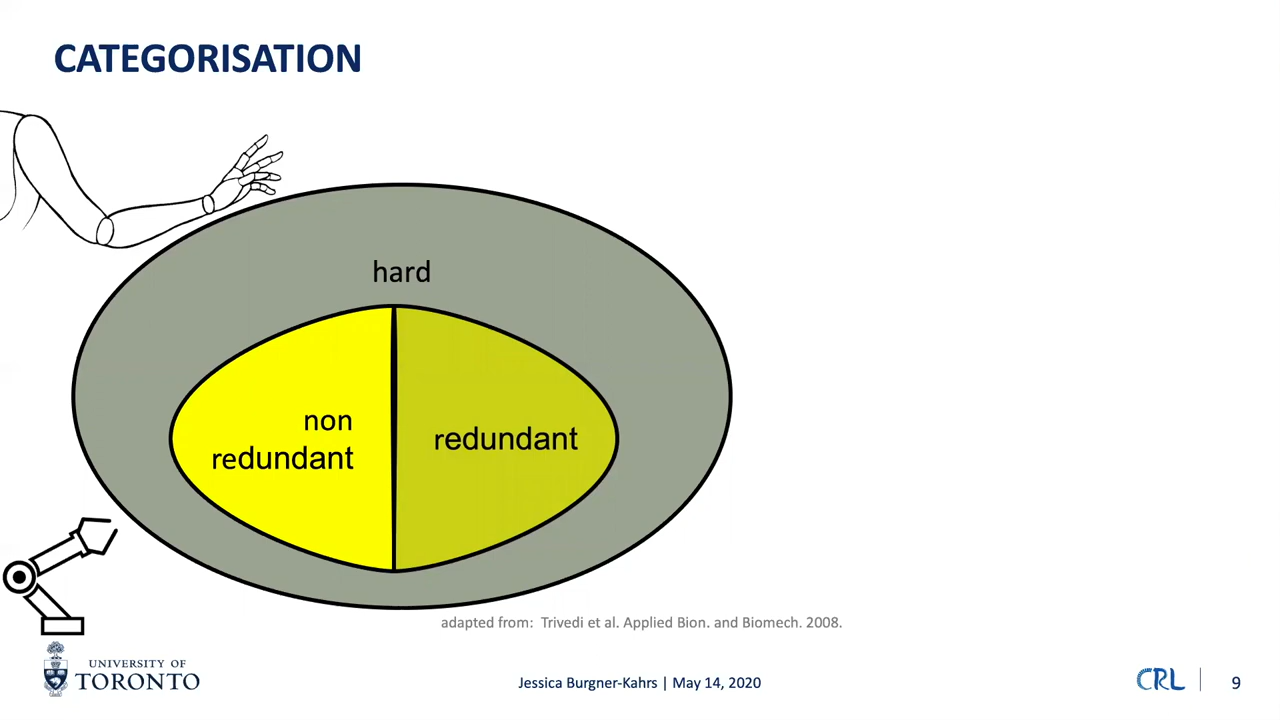 CATEGORISATION
hard
non
redundant
redundant
adapted from:  Trivedi et al. Applied Bion. and Biomech. 2008.
UNIVERSITY OF
TORONTO
Jessica Burgner-Kahrs | May 14, 2020
CRL
9